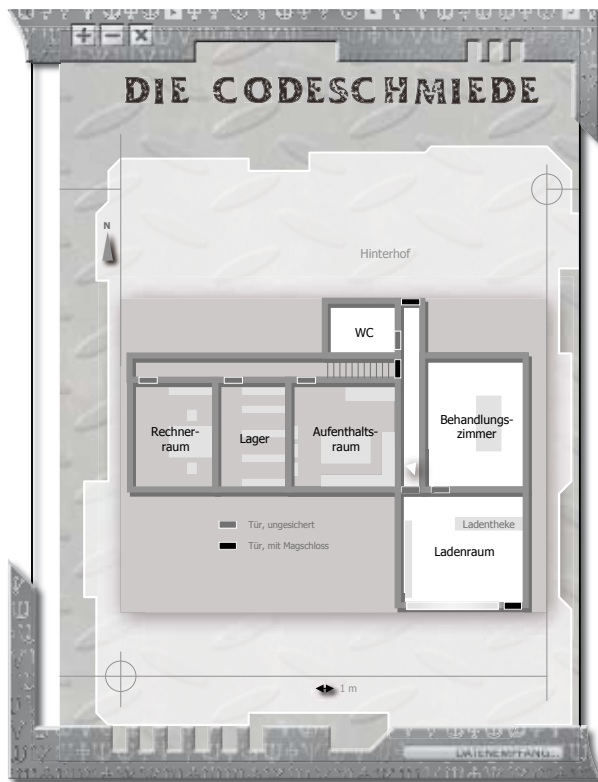 DIE CODESCHMIEDE
N
Hinterhof
WC
Rechner-
raum
Lager
Aufenthalts-
raum
Behandlungs-
zimmer
Tür, ungesichert
Tür, mit Magschloss
Ladentheke
Ladenraum
1 m
DATENEMPFANG...